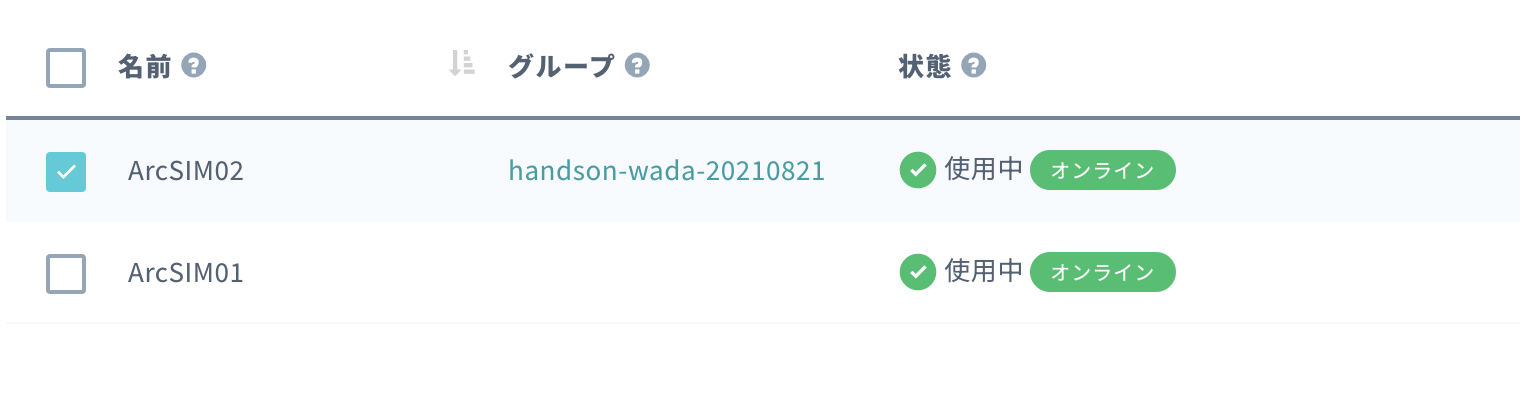 名前 グループ 状態
ArcSIM02 handson-wada-20210821 使用中 オンライン
ArcSIM01 使用中 オンライン